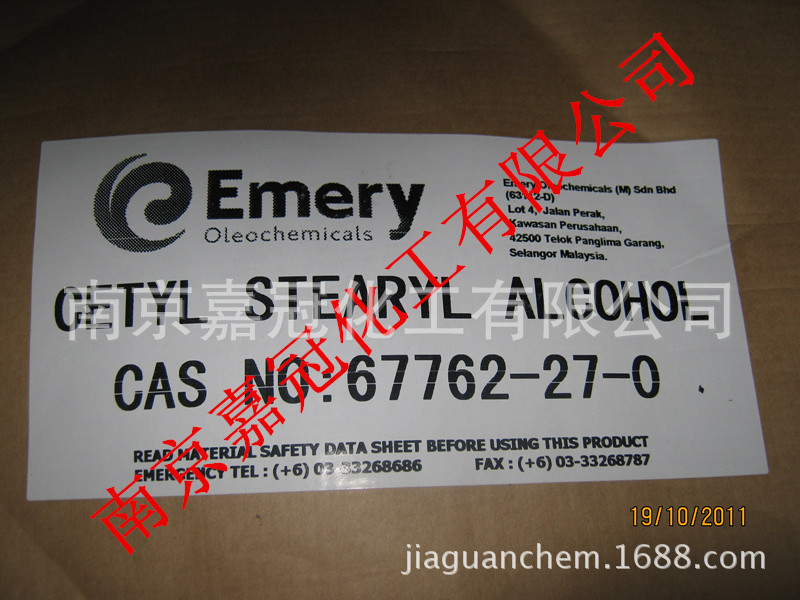 Emery
Oleochemicals
Emery Oleochemicals (M) Sdn Bhd
(63112-D)
Lot 4, Jalan Perak,
Kawasan Perusahaan,
42500 Telok Panglima Garang,
Selangor Malaysia.
CETYL STEARYL ALCOHOL
CAS NO:67762-27-0
READ MATERIAL SAFETY DATA SHEET BEFORE USING THIS PRODUCT
EMERGENCY TEL : (+6) 03-33268686 FAX : (+6) 03-33268787
南京嘉冠化工有限公司
南京嘉冠化工有限公司
19/10/2011
jiaguanchem.1688.com